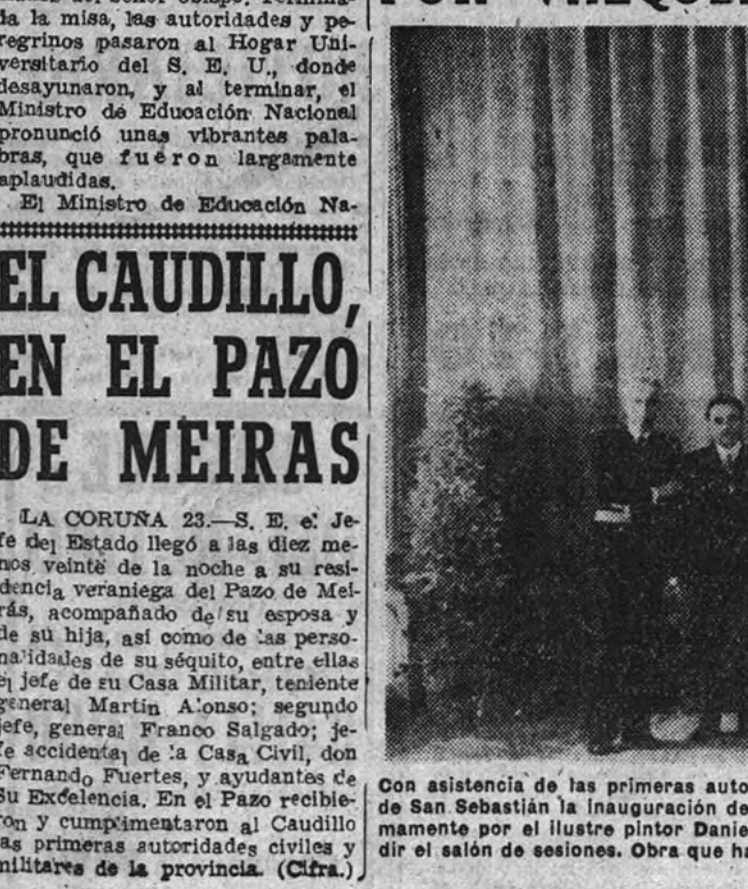 da la misa, las autoridades y pe-
regrinos pasaron al Hogar Uni-
versitario del S. E. U., donde
desayunaron, y al terminar, el
Ministro de Educación Nacional
pronunció unas vibrantes pala-
bras, que fueron largamente
aplaudidas.
El Ministro de Educación Na-
EL CAUDILLO,
EN EL PAZO
DE MEIRAS
LA CORUÑA 23.—S. E. el Je-
fe del Estado llegó a las diez me-
nos veinte de la noche a su resi-
dencia veraniega del Pazo de Mei-
rás, acompañado de su esposa y
de su hija, así como de las perso-
nalidades de su séquito, entre ellas
el jefe de su Casa Militar, teniente
general Martin Alonso; segundo
jefe, general Franco Salgado; je-
fe accidental de la Casa Civil, don
Fernando Fuertes, y ayudantes de
Su Excelencia. En el Pazo recibie-
ron y cumplimentaron al Caudillo
las primeras autoridades civiles y
militares de la provincia. (Cifra.)
Con asistencia de las primeras auto
de San Sebastián la inauguración de
mamente por el ilustre pintor Danie
dir el salón de sesiones. Obra que ha